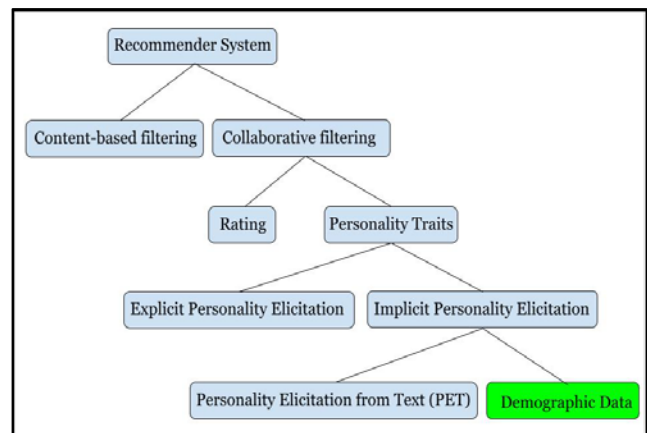 Recommender System
Content-based filtering
Collaborative filtering
Rating
Personality Traits
Explicit Personality Elicitation
Implicit Personality Elicitation
Personality Elicitation from Text (PET)
Demographic Data